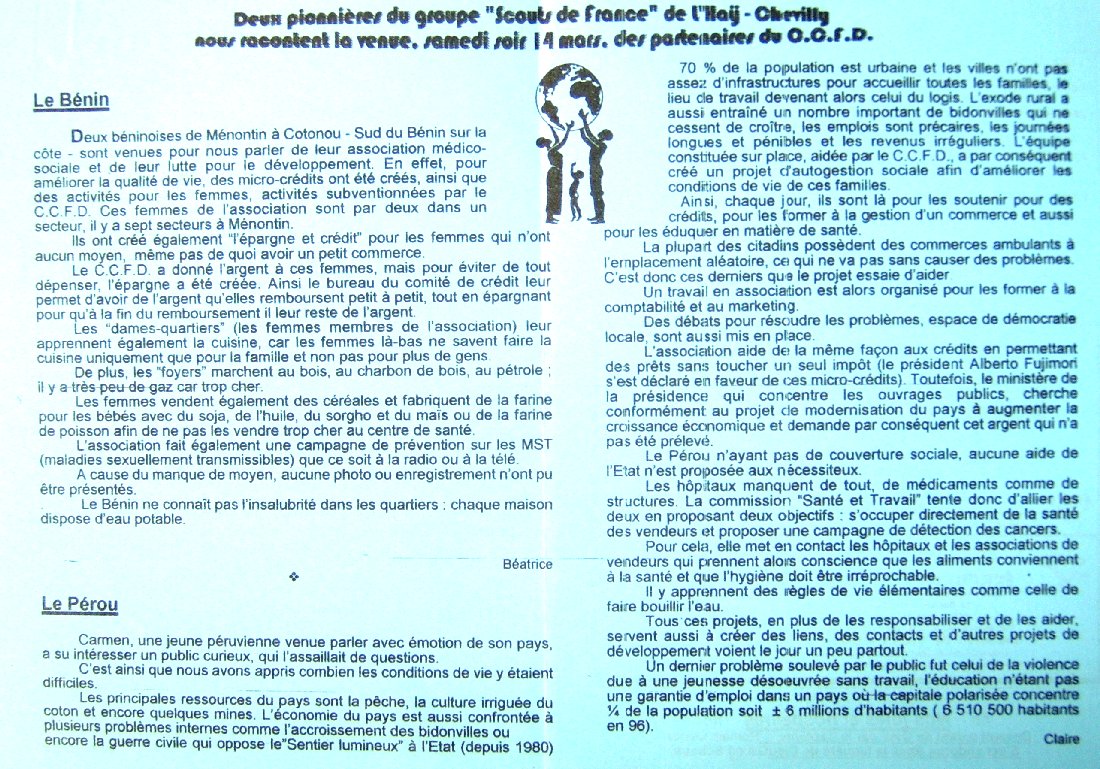 Deux pionnières du groupe "Scouts de France" de l'Haÿ - Chevilly
nous racontent la venue, samedi soir 14 mars, des partenaires du C.C.F.D.
Le Bénin
Deux béninoises de Ménontin à Cotonou - Sud du Bénin sur la
côte - sont venues pour nous parler de leur association médico-
sociale et de leur lutte pour le développement. En effet, pour
améliorer la qualité de vie, des micro-crédits ont été créés, ainsi que
des activités pour les femmes, activités subventionnées par le
C.C.F.D. Ces femmes de l'association sont par deux dans un
secteur, il y a sept secteurs à Ménontin.
Ils ont créé également "l'épargne et crédit" pour les femmes qui n'ont
aucun moyen, même pas de quoi avoir un petit commerce.
Le C.C.F.D. a donné l'argent à ces femmes, mais pour éviter de tout
dépenser, l'épargne a été créée. Ainsi le bureau du comité de crédit leur
permet d'avoir de l'argent qu'elles remboursent petit à petit, tout en épargnant
pour qu'à la fin du remboursement il leur reste de l'argent.
Les "dames-quartiers" (les femmes membres de l'association) leur
apprennent également la cuisine, car les femmes là-bas ne savent faire la
cuisine uniquement que pour la famille et non pas pour plus de gens.
De plus, les "foyers" marchent au bois, au charbon de bois, au pétrole ;
il y a très peu de gaz car trop cher.
Les femmes vendent également des céréales et fabriquent de la farine
pour les bébés avec du soja, de l'huile, du sorgho et du maïs ou de la farine
de poisson afin de ne pas les vendre trop cher au centre de santé.
L'association fait également une campagne de prévention sur les MST
(maladies sexuellement transmissibles) que ce soit à la radio ou à la télé.
A cause du manque de moyen, aucune photo ou enregistrement n'ont pu
être présentés.
Le Bénin ne connaît pas l'insalubrité dans les quartiers : chaque maison
dispose d'eau potable.
Béatrice
Le Pérou
Carmen, une jeune péruvienne venue parler avec émotion de son pays,
a su intéresser un public curieux, qui l'assaillait de questions.
C'est ainsi que nous avons appris combien les conditions de vie y étaient
difficiles.
Les principales ressources du pays sont la pêche, la culture irriguée du
coton et encore quelques mines. L'économie du pays est aussi confrontée à
plusieurs problèmes internes comme l'accroissement des bidonvilles ou
encore la guerre civile qui oppose le"Sentier lumineux" à l'Etat (depuis 1980)
70 % de la population est urbaine et les villes n'ont pas
assez d'infrastructures pour accueillir toutes les familles, le
lieu de travail devenant alors celui du logis. L'exode rural a
aussi entraîné un nombre important de bidonvilles qui ne
cessent de croître, les emplois sont précaires, les journées
longues et pénibles et les revenus irréguliers. L'équipe
constituée sur place, aidée par le C.C.F.D., a par conséquent
créé un projet d'autogestion sociale afin d'améliorer les
conditions de vie de ces familles.
Ainsi, chaque jour, ils sont là pour les soutenir pour des
crédits, pour les former à la gestion d'un commerce et aussi
pour les éduquer en matière de santé.
La plupart des citadins possèdent des commerces ambulants à
l'emplacement aléatoire, ce qui ne va pas sans causer des problèmes.
C'est donc ces derniers que le projet essaie d'aider
Un travail en association est alors organisé pour les former à la
comptabilité et au marketing.
Des débats pour résoudre les problèmes, espace de démocratie
locale, sont aussi mis en place.
L'association aide de la même façon aux crédits en permettant
des prêts sans toucher un seul impôt (le président Alberto Fujimori
s'est déclaré en faveur de ces micro-crédits). Toutefois, le ministère de
la présidence qui concentre les ouvrages publics, cherche
conformément au projet de modernisation du pays à augmenter la
croissance économique et demande par conséquent cet argent qui n'a
pas été prélevé.
Le Pérou n'ayant pas de couverture sociale, aucune aide de
l'Etat n'est proposée aux nécessiteux.
Les hôpitaux manquent de tout, de médicaments comme de
structures. La commission "Santé et Travail" tente donc d'allier les
deux en proposant deux objectifs : s'occuper directement de la santé
des vendeurs et proposer une campagne de détection des cancers.
Pour cela, elle met en contact les hôpitaux et les associations de
vendeurs qui prennent alors conscience que les aliments conviennent
à la santé et que l'hygiène doit être irréprochable.
Il y apprennent des règles de vie élémentaires comme celle de
faire bouillir l'eau.
Tous ces projets, en plus de les responsabiliser et de les aider,
servent aussi à créer des liens, des contacts et d'autres projets de
développement voient le jour un peu partout.
Un dernier problème soulevé par le public fut celui de la violence
due à une jeunesse désoeuvrée sans travail, l'éducation n'étant pas
une garantie d'emploi dans un pays où la capitale polarisée concentre
¼ de la population soit ± 6 millions d'habitants ( 6 510 500 habitants
en 96).
Claire